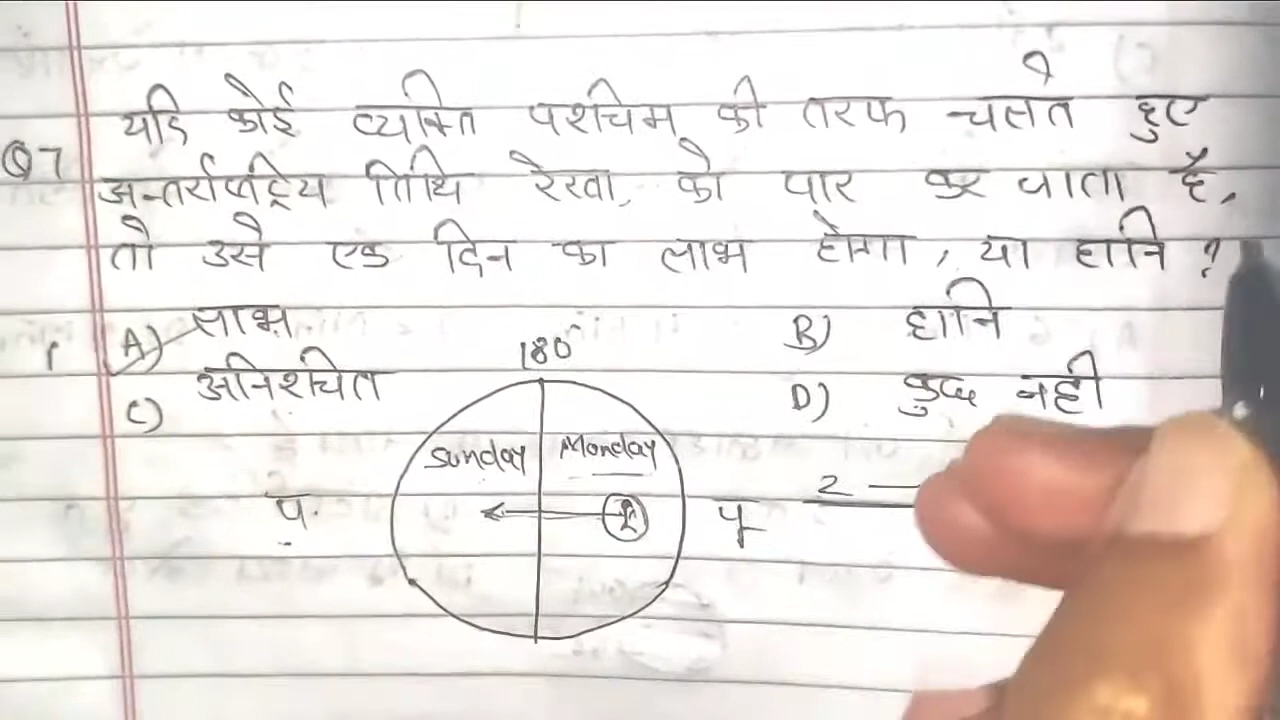 Q7 यदि कोई व्यक्ति पश्चिम की तरफ चलते हुए
अन्तर्राष्ट्रिय तिथि रेखा, को पार कर जाता है,
तो उसे एक दिन का लाभ होगा, या हानि ?
A) लाभ B) हानि
C) अनिश्चित D) कुछ नही
180°
Sunday Monday
प. पू
2 —